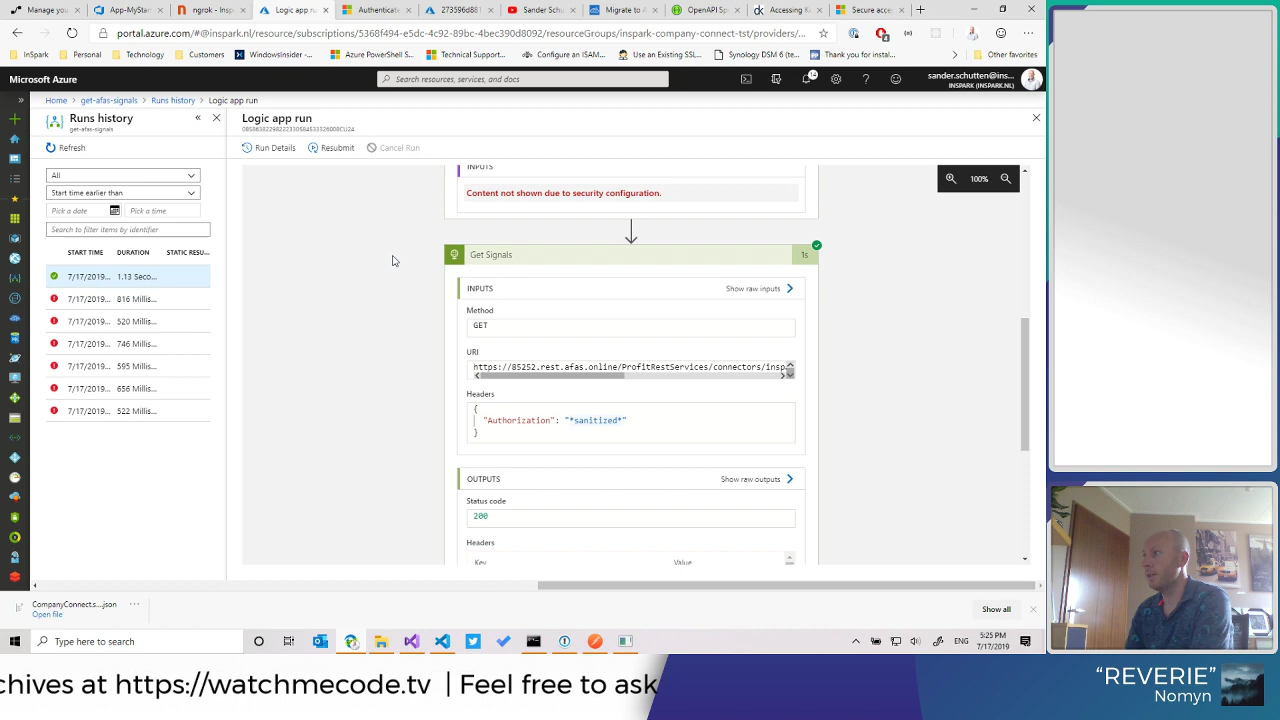 Manage you
App-MySta
ngrok - Insp
Logic app run
Authenticate
273596d881
Sander Schu
Migrate to A
OpenAPI Sp
Accessing K
Secure acce
portal.azure.com/#@inspark.nl/resource/subscriptions/5368f494-e5dc-4c92-89bc-4bec390d8092/resourceGroups/inspark-company-connect-tst/providers/...
InSpark
Personal
Technology
Customers
WindowsInsider
Azure PowerShell S...
Technical Support -...
Configure an ISAM...
Use an Existing SSL...
Synology DSM 6 (te...
Thank you for instal...
Other favorites
Microsoft Azure
Search resources, services, and docs
sander.schutten@ins...
INSPARK (INSPARK.NL)
Home > get-afas-signals > Runs history > Logic app run
Runs history
get-afas-signals
Refresh
All
Start time earlier than
Pick a date
Pick a time
Search to filter items by identifier
START TIME DURATION STATIC RESU...
7/17/2019... 1.13 Seco...
7/17/2019... 816 Millis...
7/17/2019... 520 Millis...
7/17/2019... 746 Millis...
7/17/2019... 595 Millis...
7/17/2019... 656 Millis...
7/17/2019... 522 Millis...
Logic app run
Run Details
Resubmit
Cancel Run
100%
INPUTS
Content not shown due to security configuration.
Get Signals
1s
INPUTS
Show raw inputs
Method
GET
URI
https://85252.rest.afas.online/ProfitRestServices/connectors/insp
Headers
{
"Authorization": "*sanitized*"
}
OUTPUTS
Show raw outputs
Status code
200
Headers
Key
Value
CompanyConnect.s....json
Open file
Show all
Type here to search
ENG
5:25 PM
7/17/2019
chives at https://watchmecode.tv | Feel free to ask
"REVERIE"
Nomyn